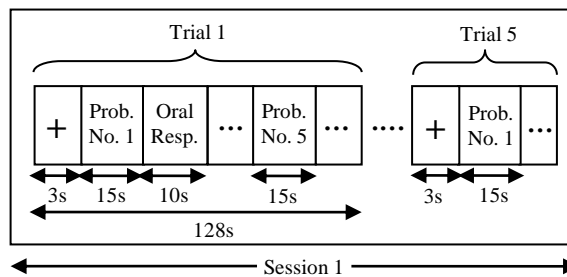 Trial 1
Trial 5
+
Prob. No. 1
Oral Resp.
...
Prob. No. 5
...
....
+
Prob. No. 1
...
3s
15s
10s
15s
3s
15s
128s
Session 1